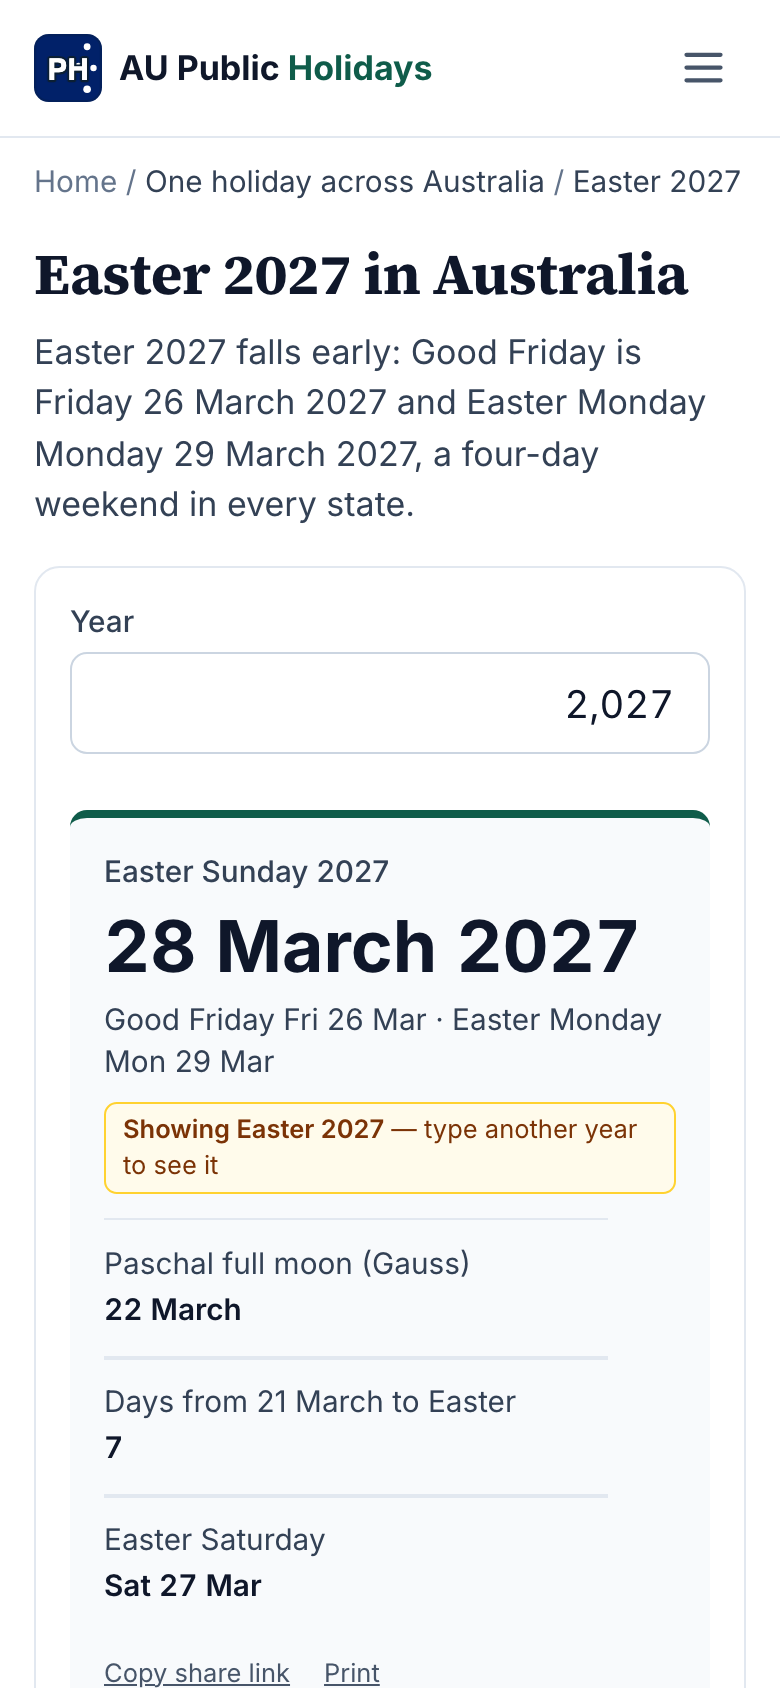 PH
AU Public Holidays
Home / One holiday across Australia / Easter 2027
Easter 2027 in Australia
Easter 2027 falls early: Good Friday is
Friday 26 March 2027 and Easter Monday
Monday 29 March 2027, a four-day
weekend in every state.
Year
2,027
Easter Sunday 2027
28 March 2027
Good Friday Fri 26 Mar · Easter Monday
Mon 29 Mar
Showing Easter 2027 — type another year
to see it
Paschal full moon (Gauss)
22 March
Days from 21 March to Easter
7
Easter Saturday
Sat 27 Mar
Copy share link Print